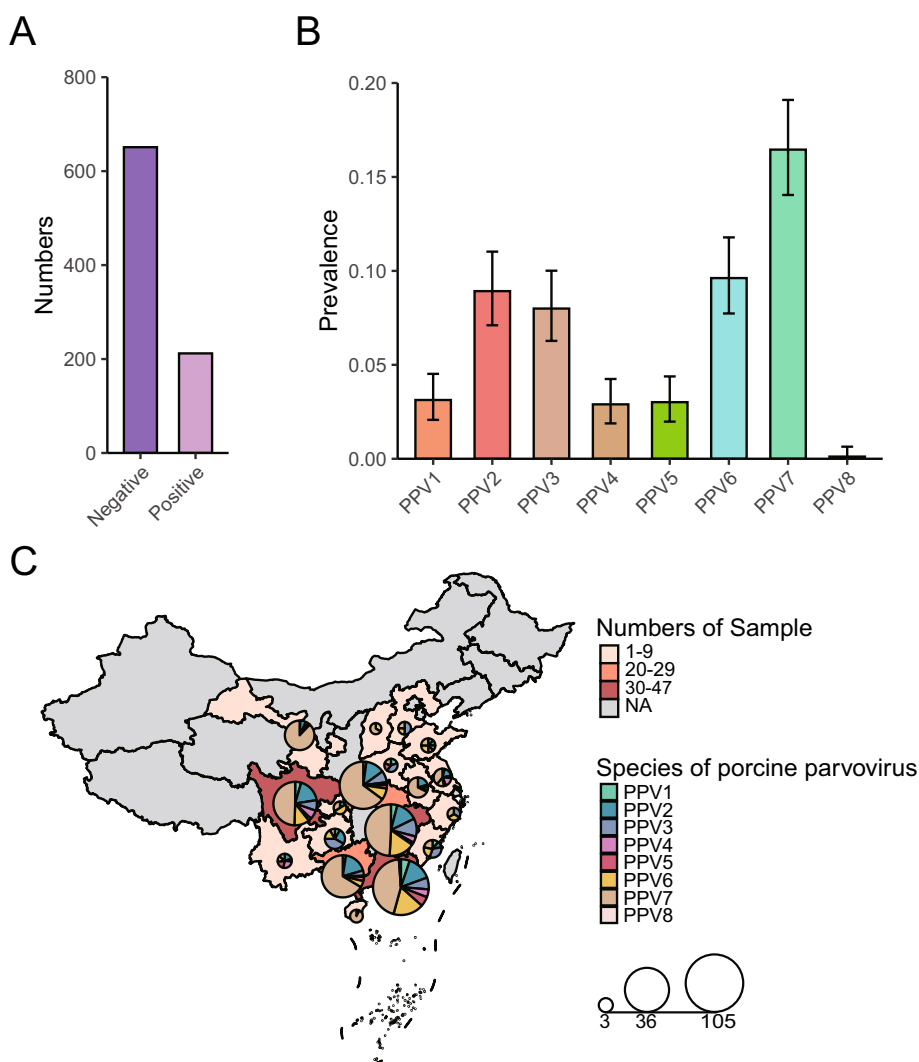 A
B
Numbers
800
600
400
200
0
Negative
Positive
Prevalence
0.20
0.15
0.10
0.05
0.00
PPV1
PPV2
PPV3
PPV4
PPV5
PPV6
PPV7
PPV8
C
Numbers of Sample
1-9
20-29
30-47
NA
Species of porcine parvovirus
PPV1
PPV2
PPV3
PPV4
PPV5
PPV6
PPV7
PPV8
3 36 105